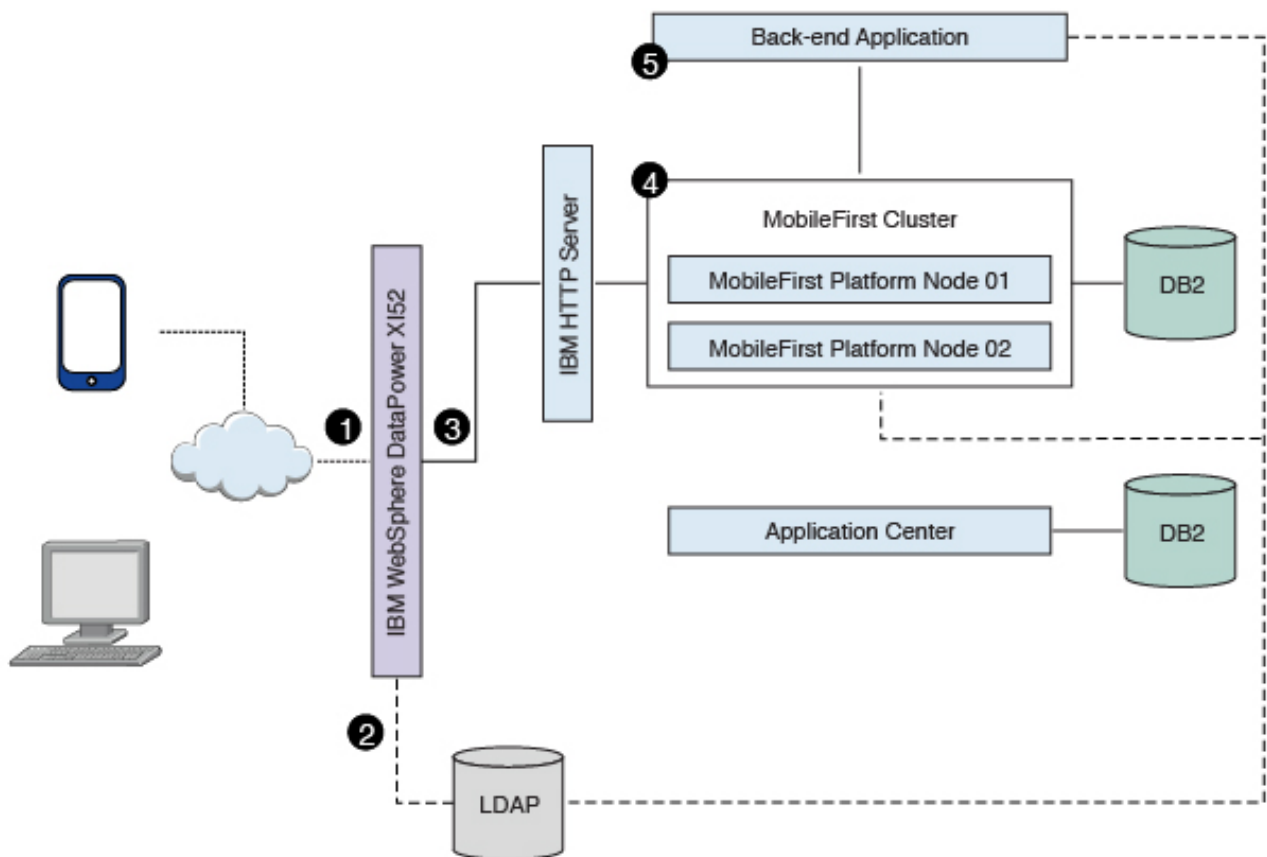 Back-end Application
5
4
MobileFirst Cluster
IBM HTTP Server
MobileFirst Platform Node 01
DB2
MobileFirst Platform Node 02
IBM WebSphere DataPower XI52
1
3
Application Center
DB2
2
LDAP